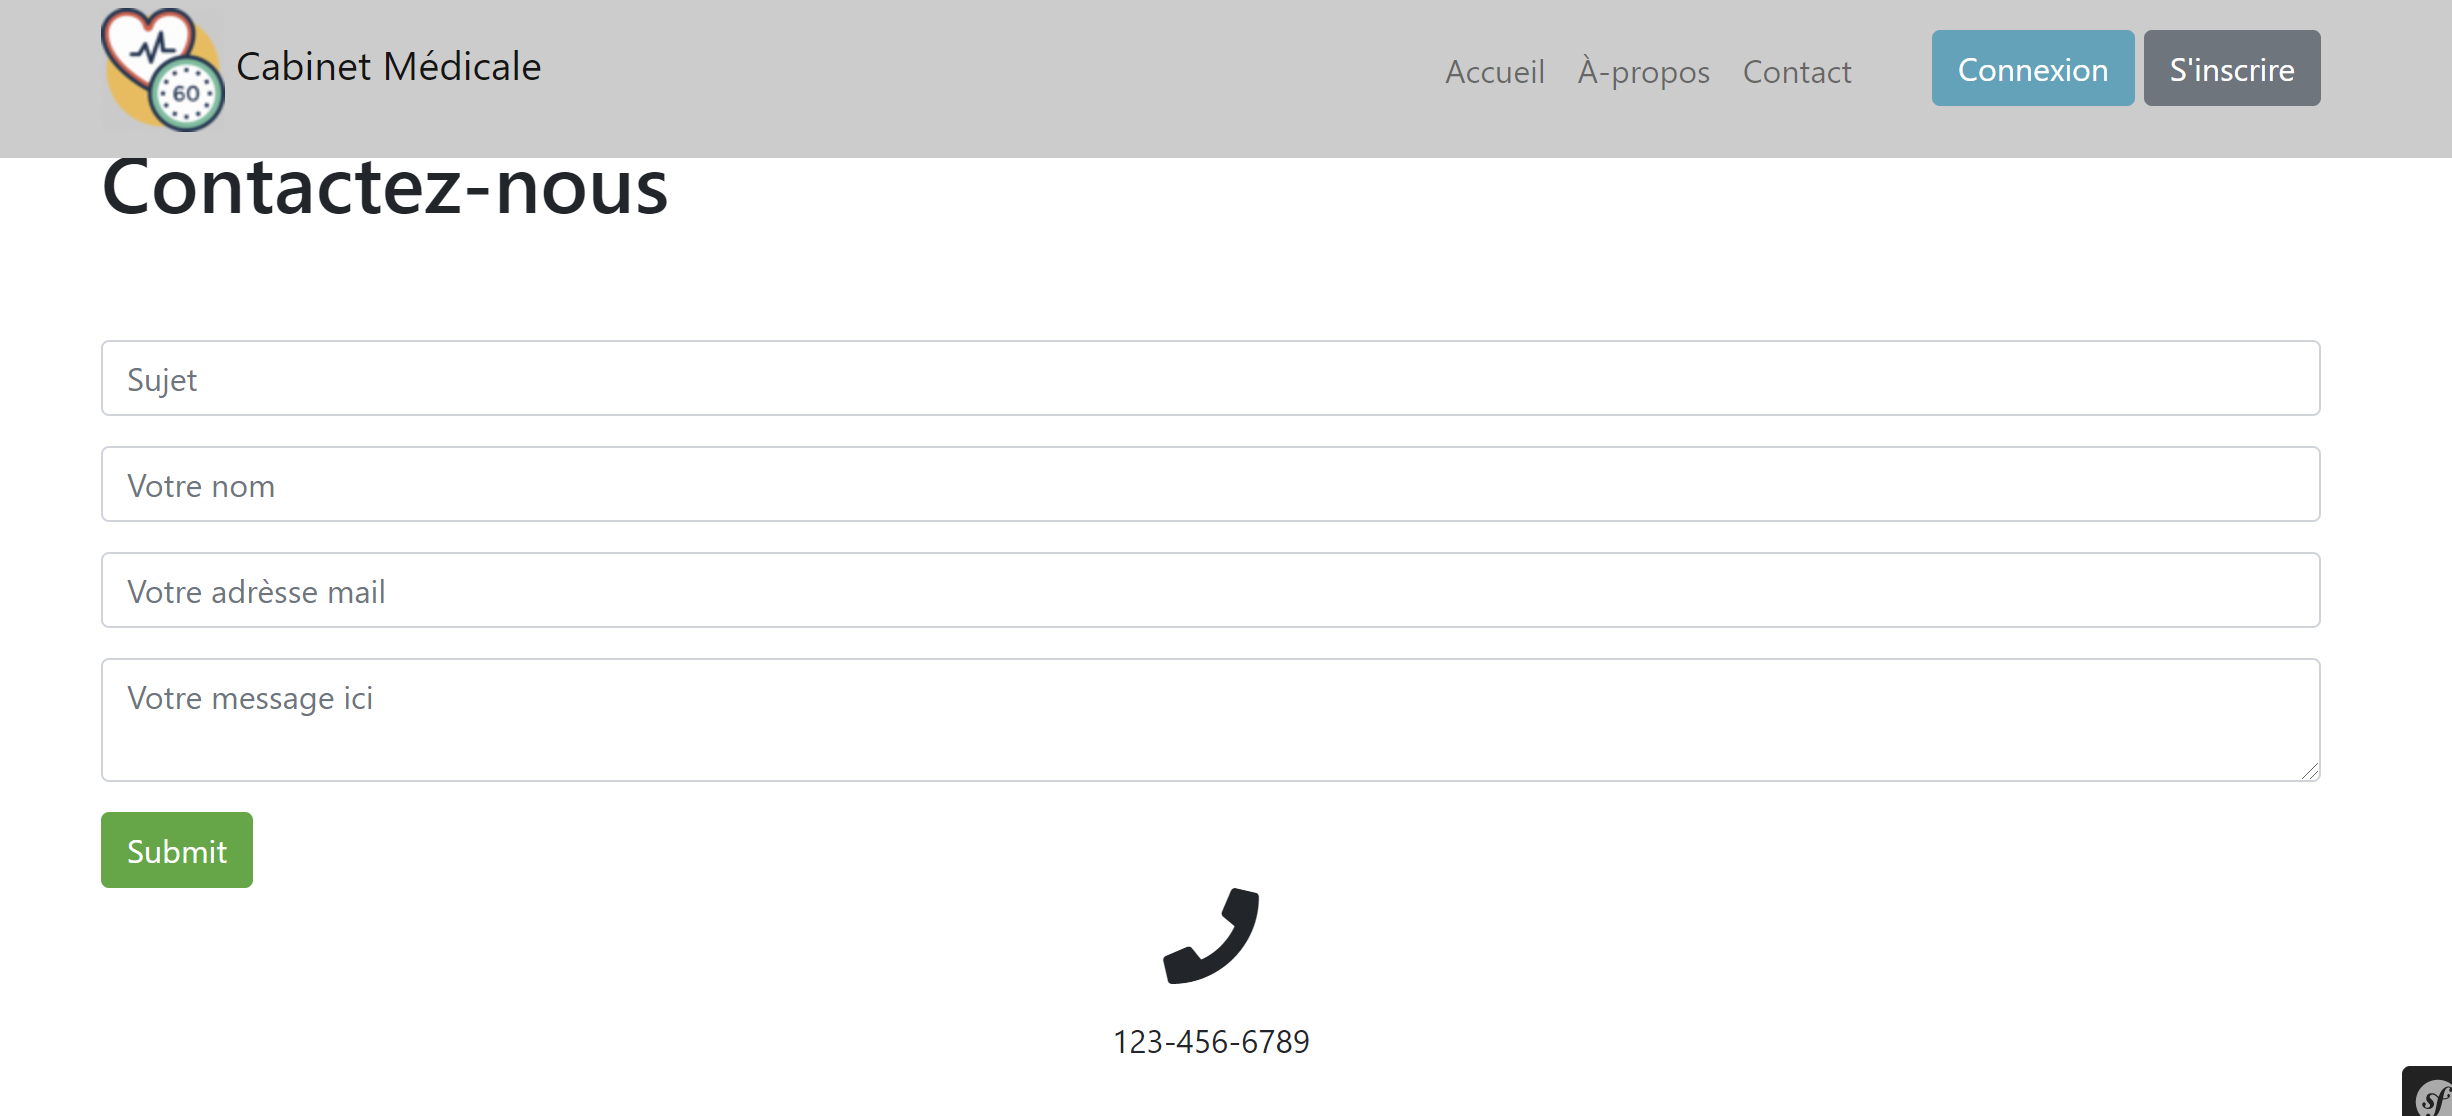 60
Cabinet Médicale
Accueil À-propos Contact Connexion S'inscrire
Contactez-nous
Sujet
Votre nom
Votre adrèsse mail
Votre message ici
Submit
123-456-6789
sf